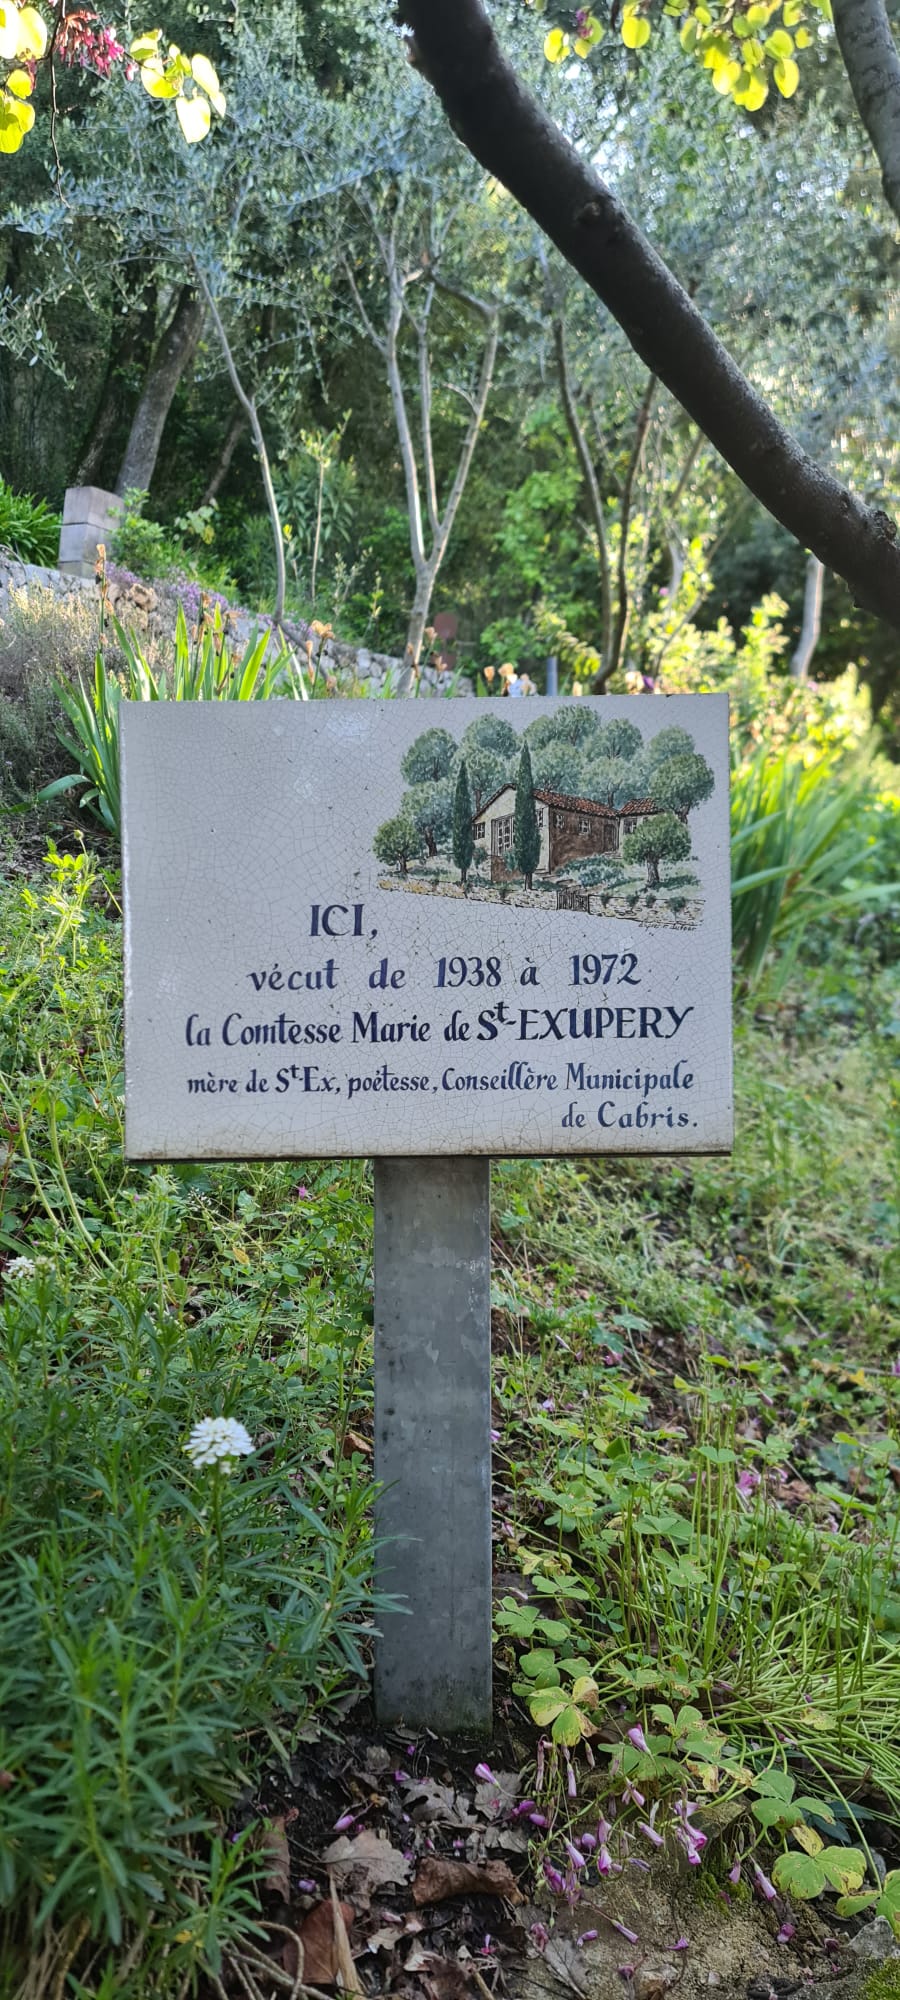 ICI,
vécut de 1938 à 1972
la Comtesse Marie de St-EXUPERY
mère de St Ex, poétesse, Conseillère Municipale
de Cabris.